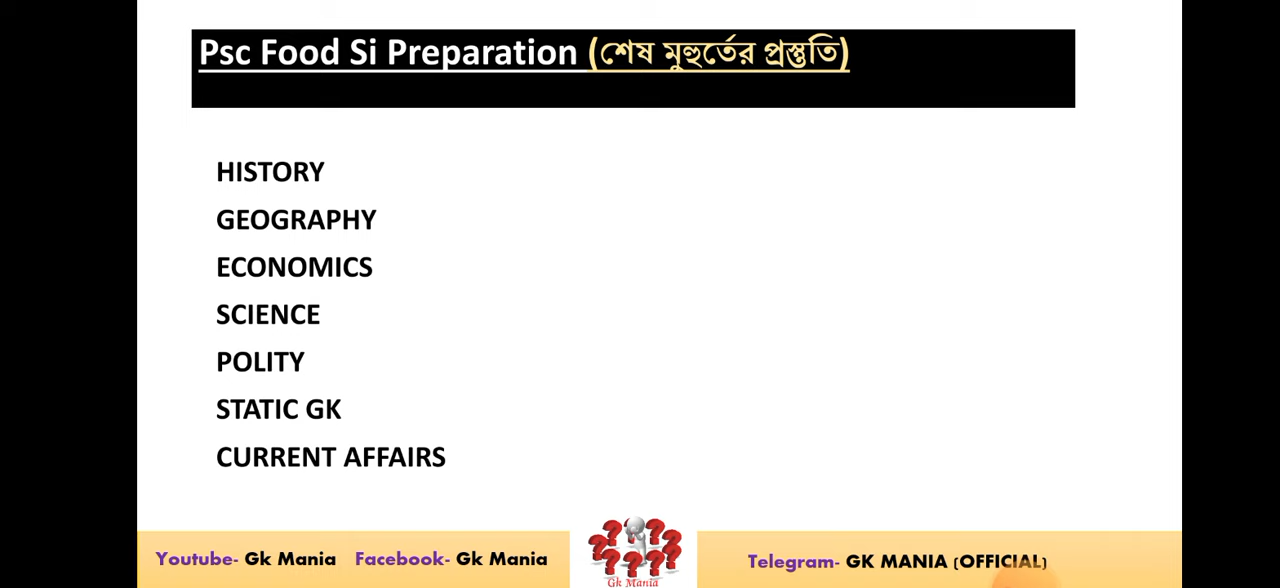 Psc Food Si Preparation (শেষ মুহুর্তের প্রস্তুতি)
HISTORY
GEOGRAPHY
ECONOMICS
SCIENCE
POLITY
STATIC GK
CURRENT AFFAIRS
Youtube- Gk Mania Facebook- Gk Mania
Gk Mania
Telegram- GK MANIA (OFFICIAL)